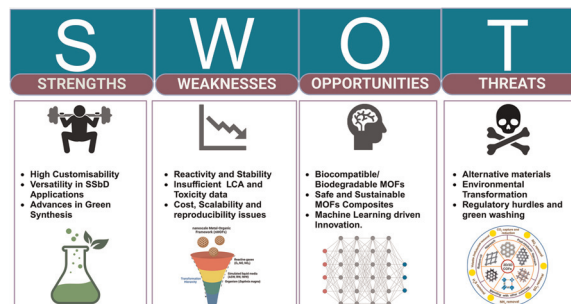 S
W
O
T
STRENGTHS
WEAKNESSES
OPPORTUNITIES
THREATS
• High Customisability
• Versatility in SSbD
Applications
• Advances in Green
Synthesis
• Reactivity and Stability
• Insufficient LCA and
Toxicity data
• Cost, Scalability and
reproducibility issues
• Biocompatible/
Biodegradable MOFs
• Safe and Sustainable
MOFs Composites
• Machine Learning driven
Innovation.
• Alternative materials
• Environmental
Transformation
• Regulatory hurdles and
green washing